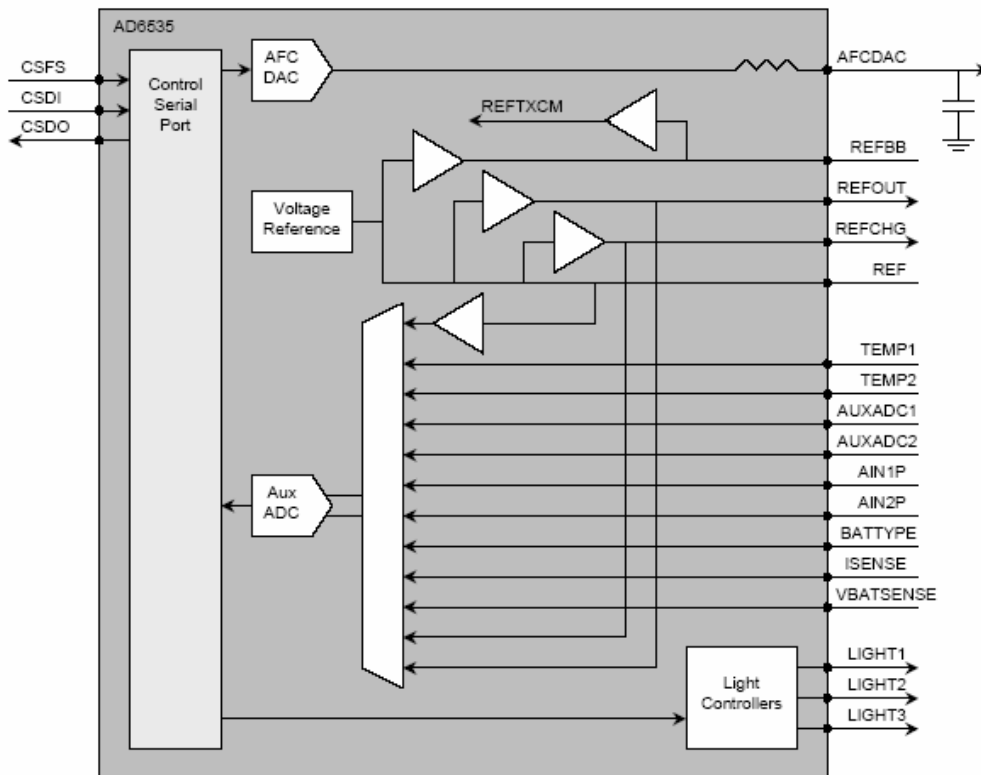 AD6535
CSFS
CSDI
CSDO
Control
Serial
Port
AFC
DAC
AFCDAC
REFTXCM
REFBB
Voltage
Reference
REFOUT
REFCHG
REF
TEMP1
TEMP2
AUXADC1
AUXADC2
AIN1P
AIN2P
BATTYPE
ISENSE
VBATSENSE
Aux
ADC
Light
Controllers
LIGHT1
LIGHT2
LIGHT3